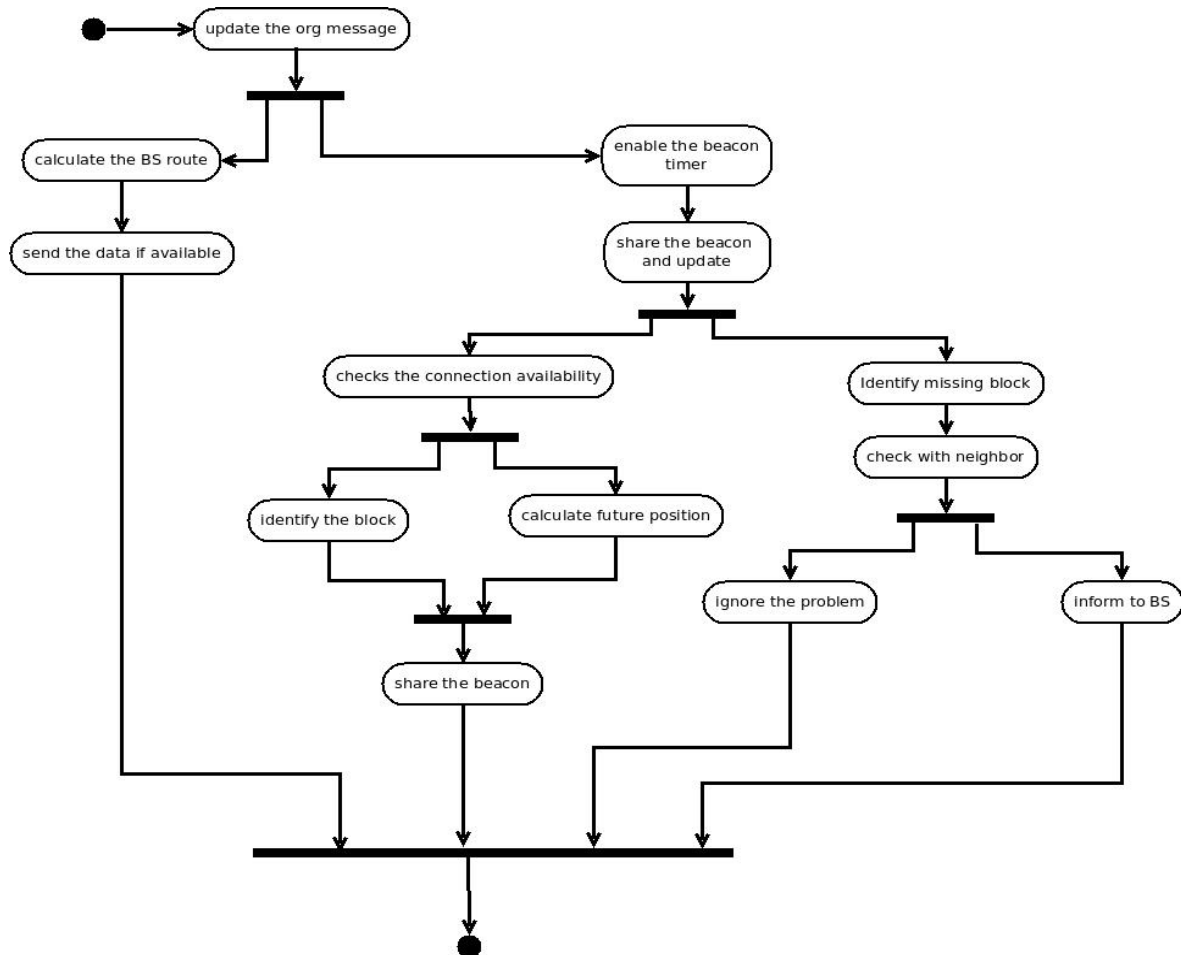 update the org message
calculate the BS route
enable the beacon
timer
send the data if available
share the beacon
and update
checks the connection availability
Identify missing block
check with neighbor
identify the block
calculate future position
ignore the problem
inform to BS
share the beacon